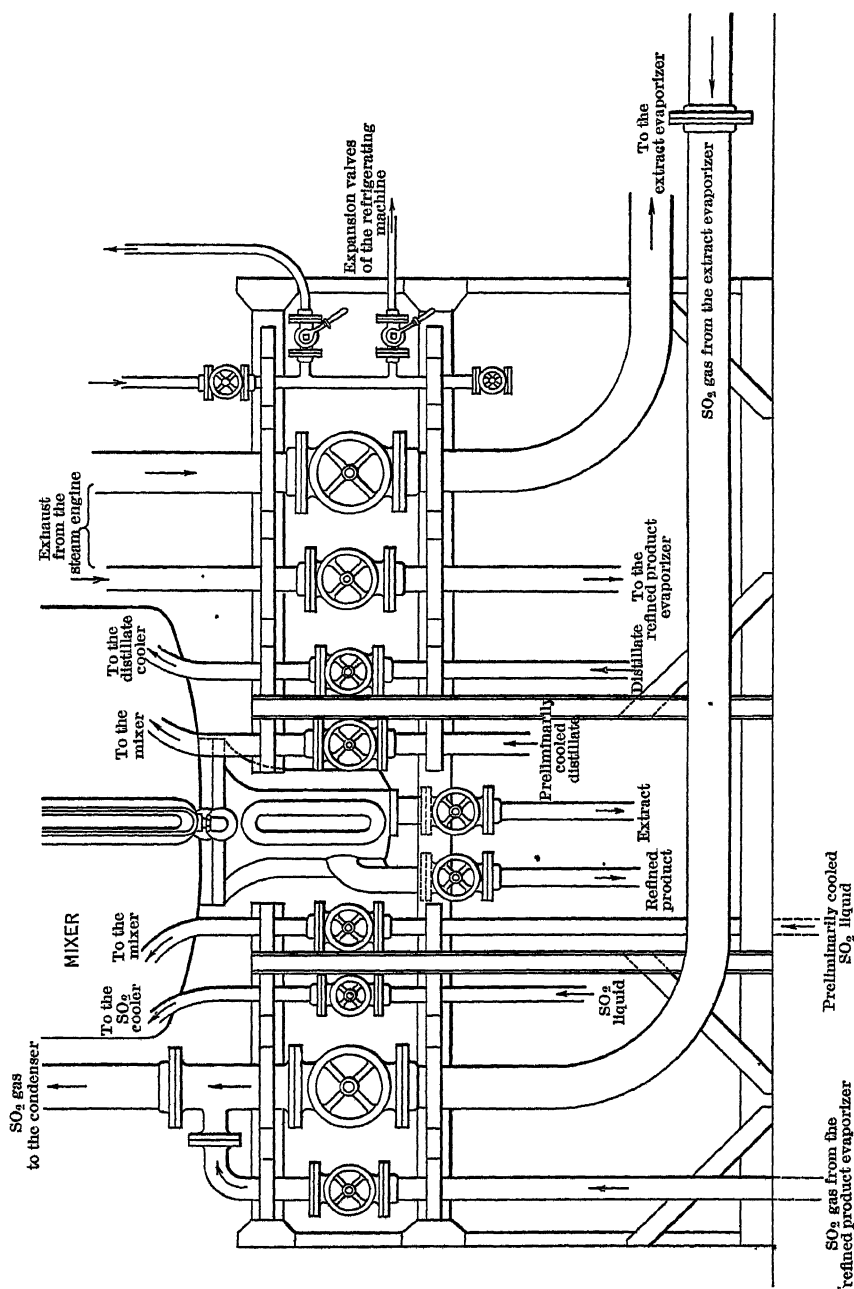 Expansion valves
of the refrigerating
machine
To the
extract evaporizer
SO₂ gas from the extract evaporizer
Exhaust
from the
steam engine
To the
refined product
evaporizer
To the
distillate
cooler
Distillate
To the
mixer
Preliminarily
cooled
distillate
Extract
Refined
product
MIXER
To the
mixer
Preliminarily cooled
SO₂ liquid
To the
SO₂
cooler
SO₂
liquid
SO₂ gas
to the condenser
SO₂ gas from the
refined product evaporizer